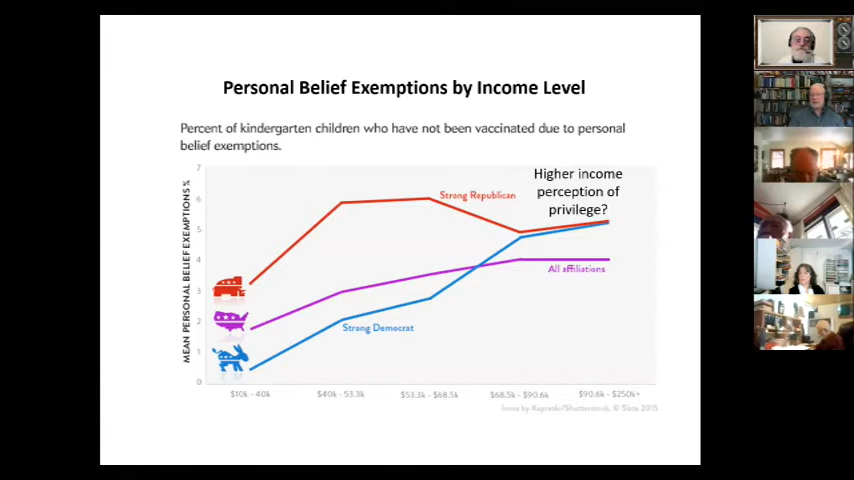 Personal Belief Exemptions by Income Level
Percent of kindergarten children who have not been vaccinated due to personal
belief exemptions.
MEAN PERSONAL BELIEF EXEMPTIONS %
7
6
5
4
3
2
1
0
Higher income
perception of
privilege?
Strong Republican
All affiliations
Strong Democrat
$10k - 40k
$40k - 53.3k
$53.3k - $68.5k
$68.5k - $90.6k
$90.6k - $250k+
Icons by Kapreski/Shutterstock. © Slate 2015